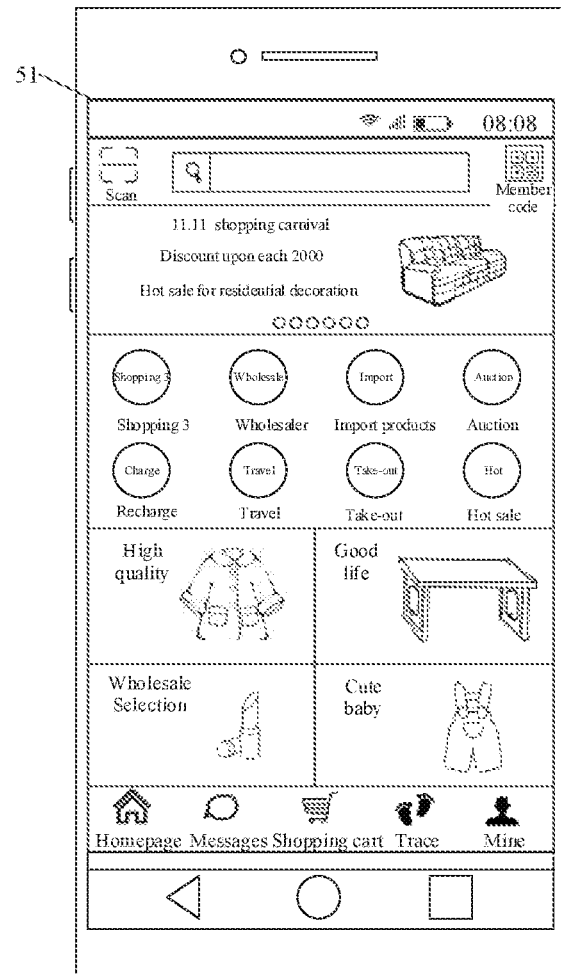 51
08:08
Scan
Member
code
11.11 shopping carnival
Discount upon each 2000
Hot sale for residential decoration
Shopping 3 Wholesale Import Auction
Shopping 3 Wholesaler Import products Auction
Charge Travel Take-out Hot
Recharge Travel Take-out Hot sale
High
quality
Good
life
Wholesale
Selection
Cute
baby
Homepage Messages Shopping cart Trace Mine